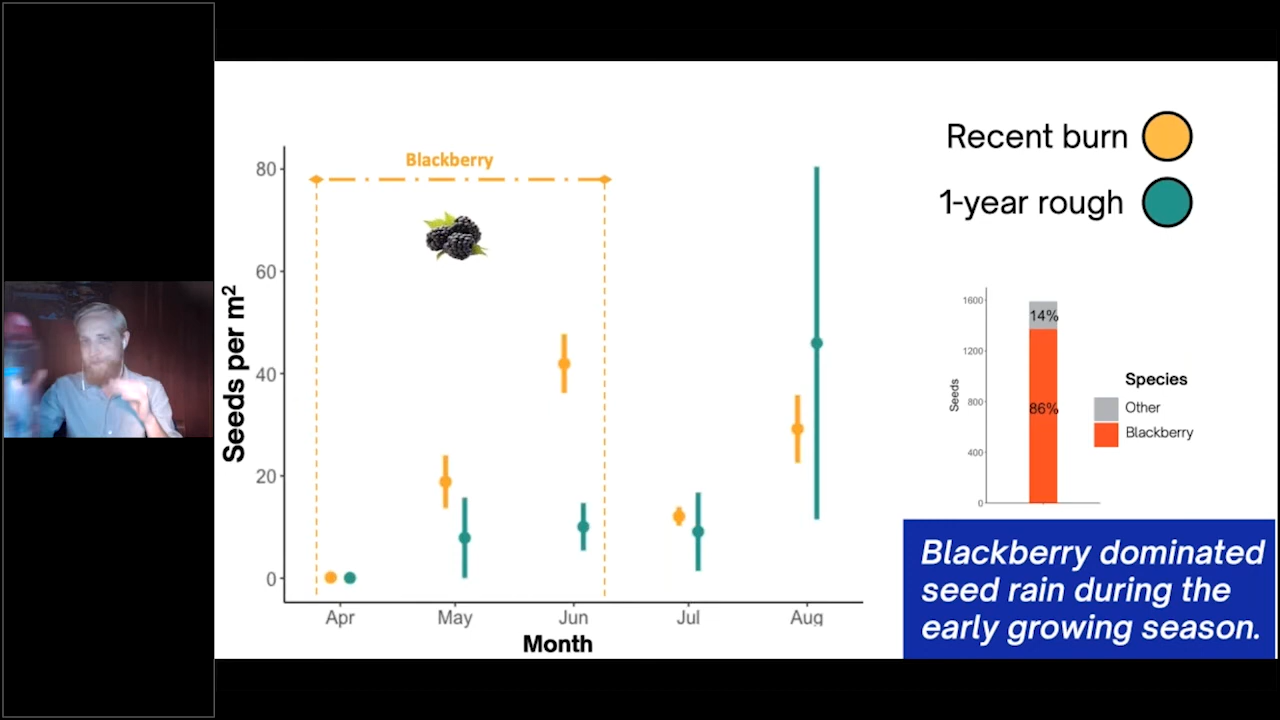 Blackberry
80
60
40
20
0
Seeds per m²
Apr May Jun Jul Aug
Month
Recent burn
1-year rough
1600
1200
800
400
0
Seeds
14%
86%
Species
Other
Blackberry
Blackberry dominated
seed rain during the
early growing season.